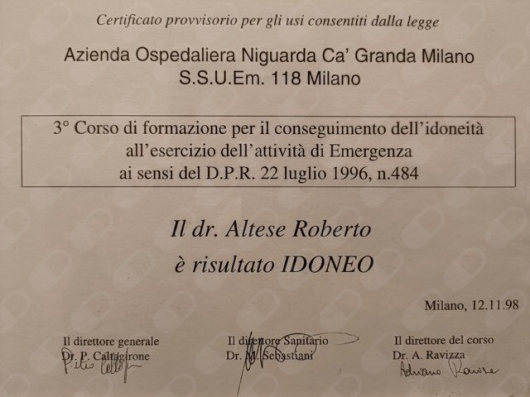 Certificato provvisorio per gli usi consentiti dalla legge
Azienda Ospedaliera Niguarda Ca' Granda Milano
S.S.U.Em. 118 Milano
3° Corso di formazione per il conseguimento dell'idoneità
all'esercizio dell'attività di Emergenza
ai sensi del D.P.R. 22 luglio 1996, n.484
Il dr. Altese Roberto
è risultato IDONEO
Milano, 12.11.98
Il direttore generale
Dr. P. Caltagirone
Il direttore Sanitario
Dr. M. Sebastiani
Il direttore del corso
Dr. A. Ravizza